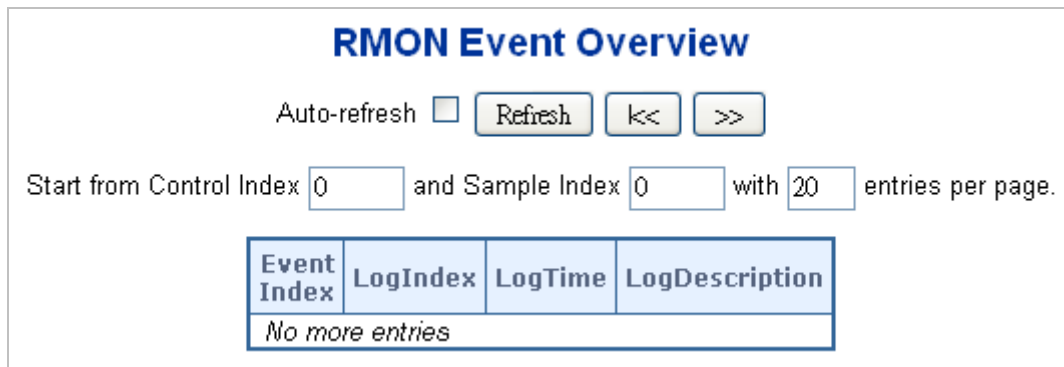 RMON Event Overview
Auto-refresh Refresh |<< >>
Start from Control Index 0 and Sample Index 0 with 20 entries per page.
Event Index LogIndex LogTime LogDescription
No more entries